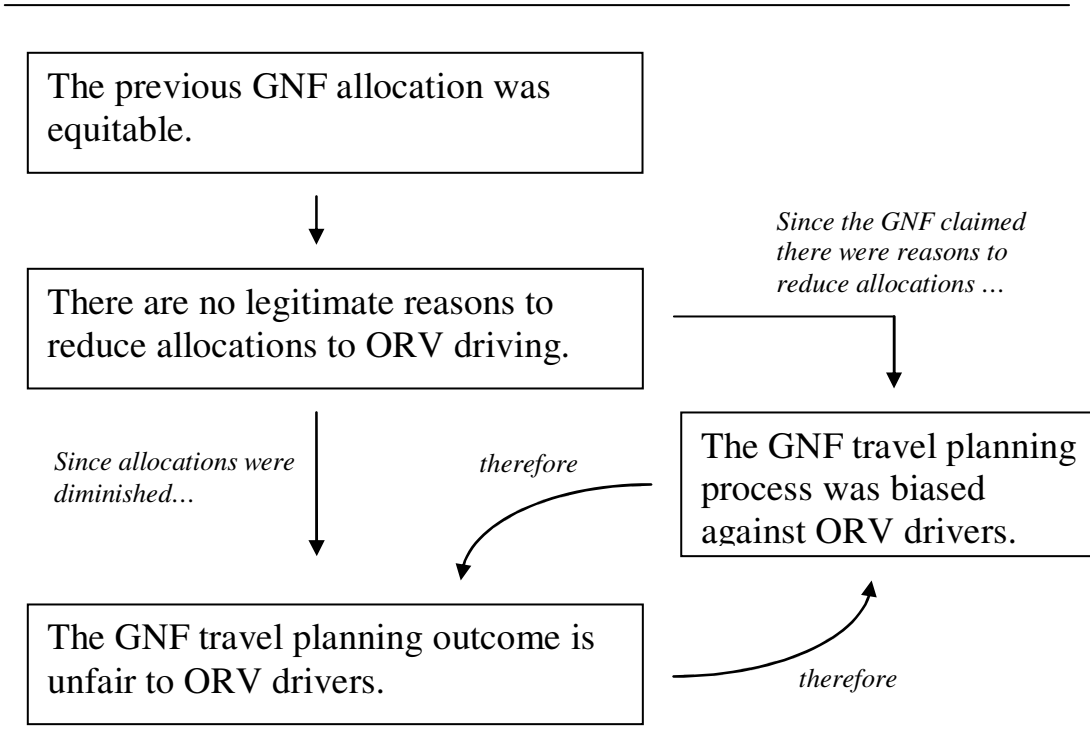 The previous GNF allocation was
equitable.
Since the GNF claimed
there were reasons to
reduce allocations …
There are no legitimate reasons to
reduce allocations to ORV driving.
Since allocations were
diminished…
therefore
The GNF travel planning
process was biased
against ORV drivers.
The GNF travel planning outcome is
unfair to ORV drivers.
therefore